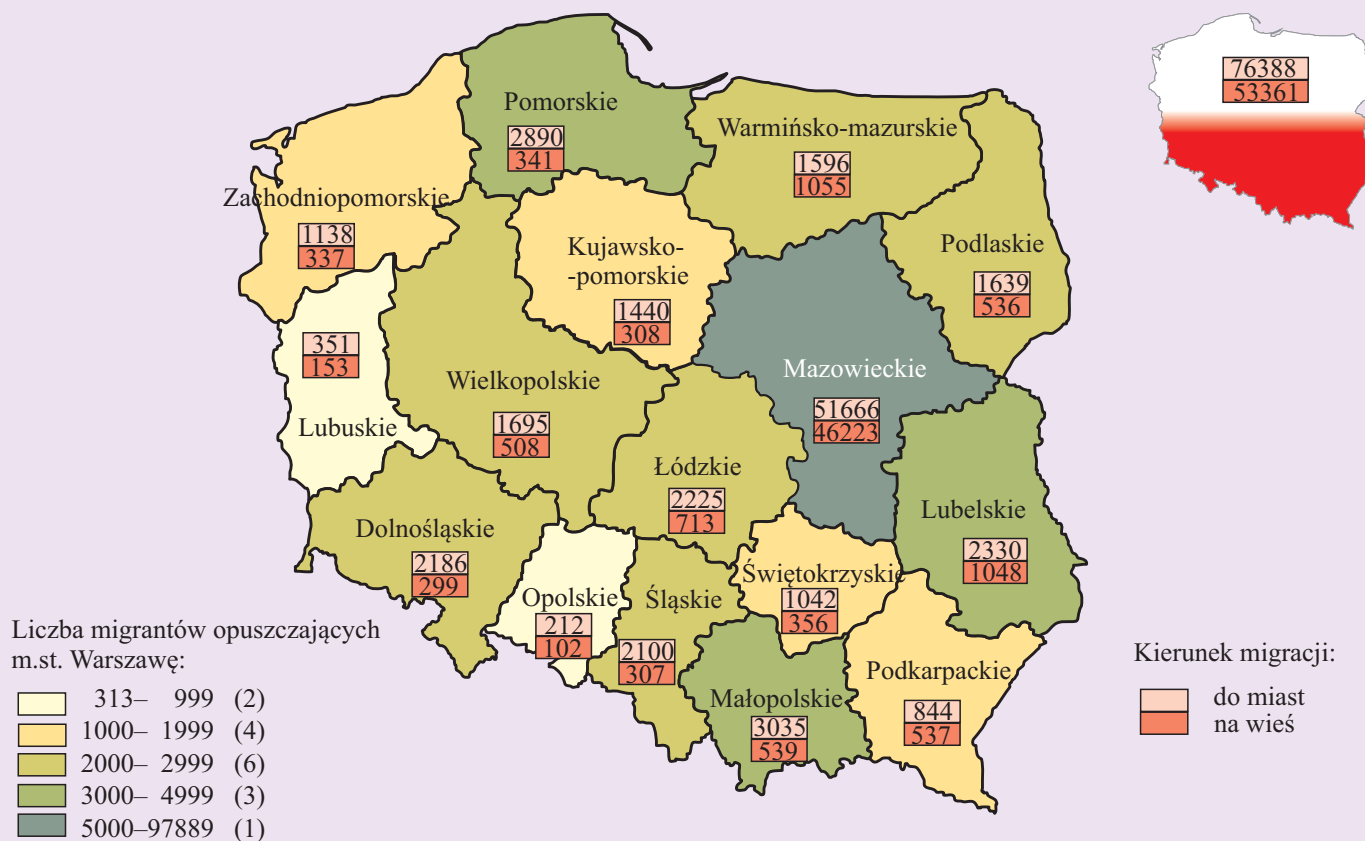 76388
53361
Pomorskie
2890
341
Warmińsko-mazurskie
1596
1055
Zachodniopomorskie
1138
337
Kujawsko-
-pomorskie
1440
308
Podlaskie
1639
536
351
153
Lubuskie
Wielkopolskie
1695
508
Mazowieckie
51666
46223
Łódzkie
2225
713
Lubelskie
2330
1048
Dolnośląskie
2186
299
Opolskie
212
102
Śląskie
2100
307
Świętokrzyskie
1042
356
Małopolskie
3035
539
Podkarpackie
844
537
Liczba migrantów opuszczających
m.st. Warszawę:
313– 999 (2)
1000– 1999 (4)
2000– 2999 (6)
3000– 4999 (3)
5000–97889 (1)
Kierunek migracji:
do miast
na wieś